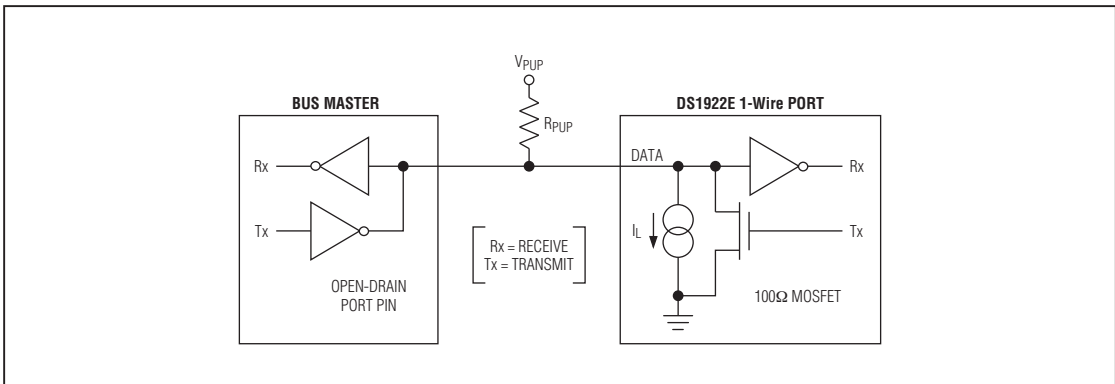 VPUP
BUS MASTER
DS1922E 1-Wire PORT
RPUP
Rx
DATA
Rx
Tx
IL
Tx
Rx = RECEIVE
Tx = TRANSMIT
OPEN-DRAIN
PORT PIN
100Ω MOSFET